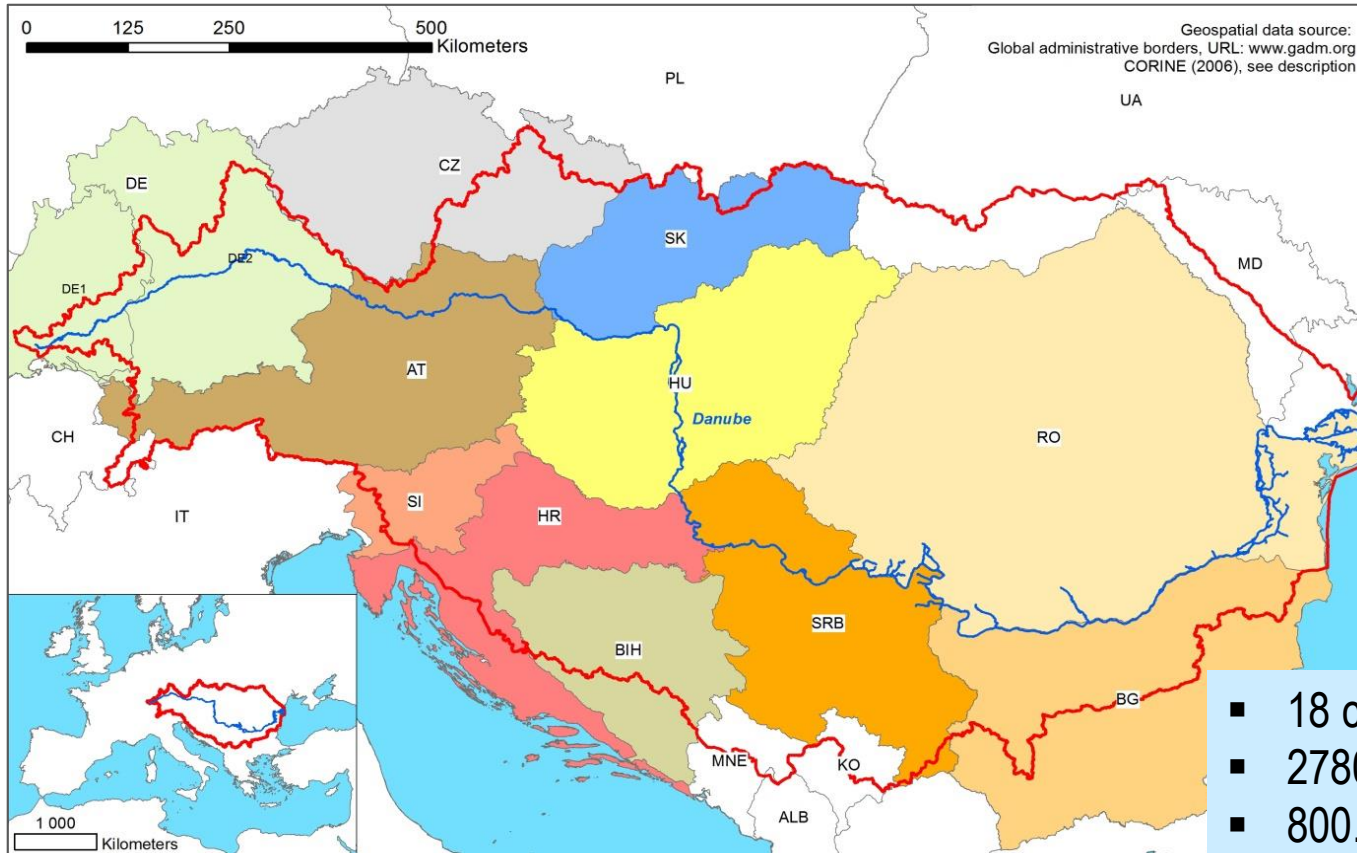 0 125 250 500
Kilometers
Geospatial data source:
Global administrative borders, URL: www.gadm.org
CORINE (2006), see description
PL
UA
DE
CZ
SK
MD
DE2
DE1
AT
HU
Danube
RO
CH
SI
HR
IT
SRB
BIH
BG
MNE
KO
ALB
1 000
Kilometers
▪ 18
▪ 278
▪ 800.